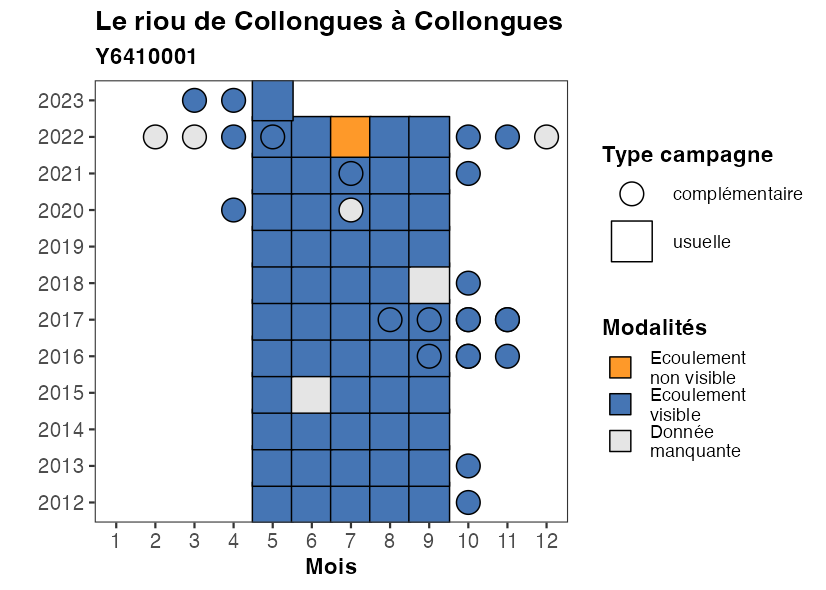 Le riou de Collongues à Collongues
Y6410001
2023
2022
2021
2020
2019
2018
2017
2016
2015
2014
2013
2012
1 2 3 4 5 6 7 8 9 10 11 12
Mois
Type campagne
complémentaire
usuelle
Modalités
Ecoulement
non visible
Ecoulement
visible
Donnée
manquante